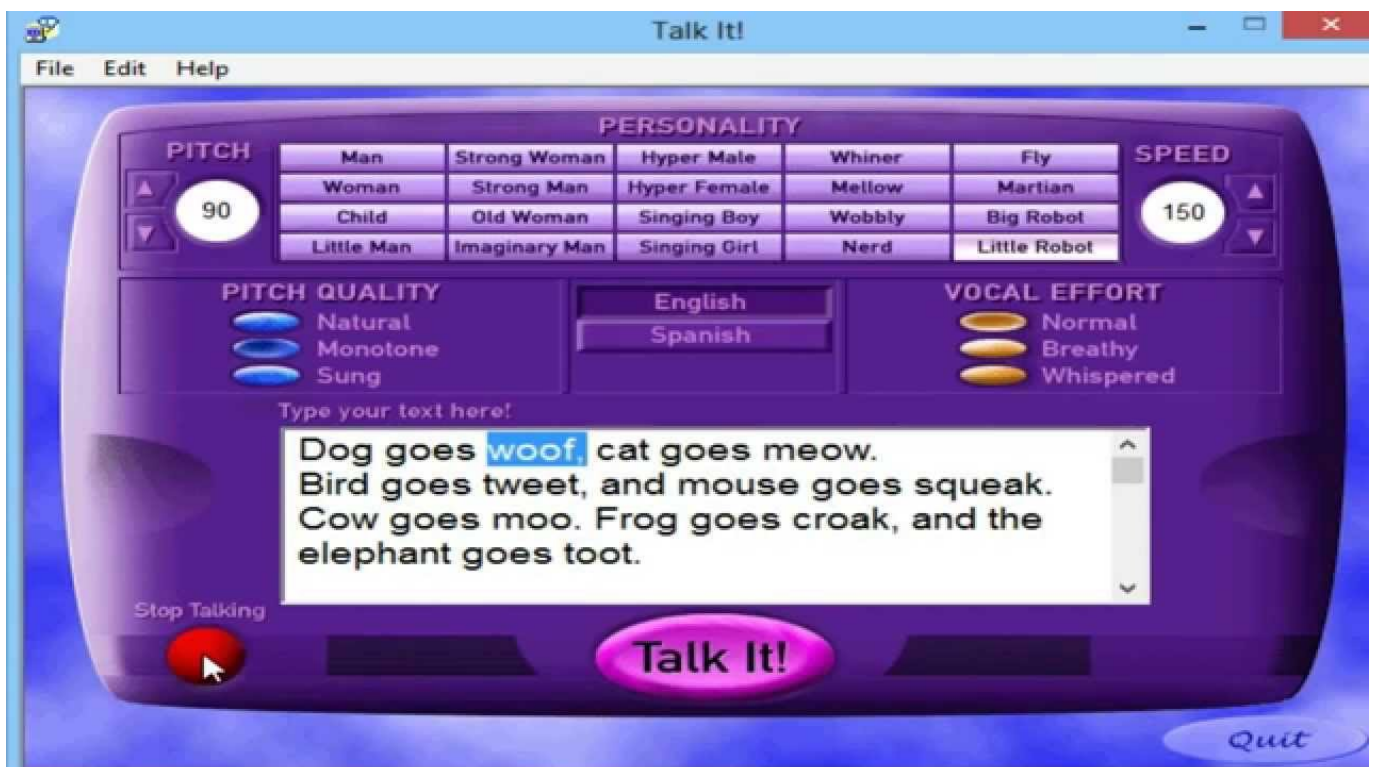 Talk It!
File Edit Help
PERSONALITY
PITCH
SPEED
Man Strong Woman Hyper Male Whiner Fly
Woman Strong Man Hyper Female Mellow Martian
90
150
Child Old Woman Singing Boy Wobbly Big Robot
Little Man Imaginary Man Singing Girl Nerd Little Robot
PITCH QUALITY
Natural
Monotone
Sung
English
Spanish
VOCAL EFFORT
Normal
Breathy
Whispered
Type your text here!
Dog goes woof, cat goes meow.
Bird goes tweet, and mouse goes squeak.
Cow goes moo. Frog goes croak, and the
elephant goes toot.
Stop Talking
Talk It!
Quit